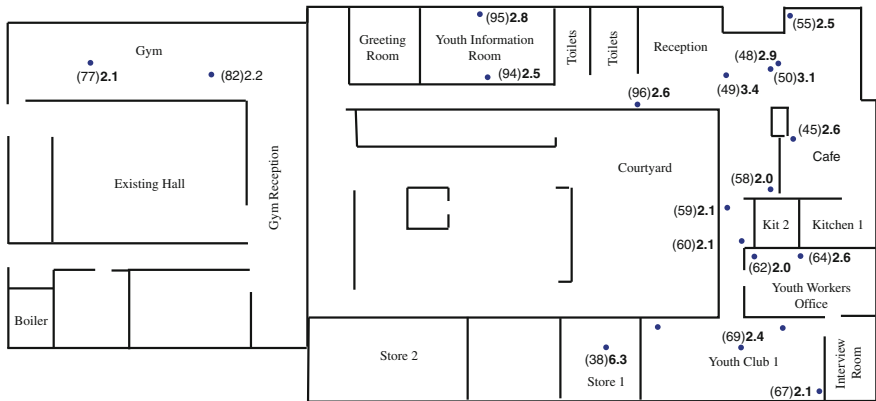 (95)2.8
(55)2.5
Greeting
Room
Youth Information
Room
Toilets
Toilets
Reception
Gym
(48)2.9
(77)2.1
(82)2.2
(94)2.5
(50)3.1
(49)3.4
(96)2.6
(45)2.6
Cafe
Existing Hall
Gym Reception
Courtyard
(58)2.0
(59)2.1
Kit 2
Kitchen 1
(60)2.1
(62)2.0
(64)2.6
Youth Workers
Office
Boiler
Store 2
(38)6.3
Store 1
(69)2.4
Youth Club 1
Interview
Room
(67)2.1